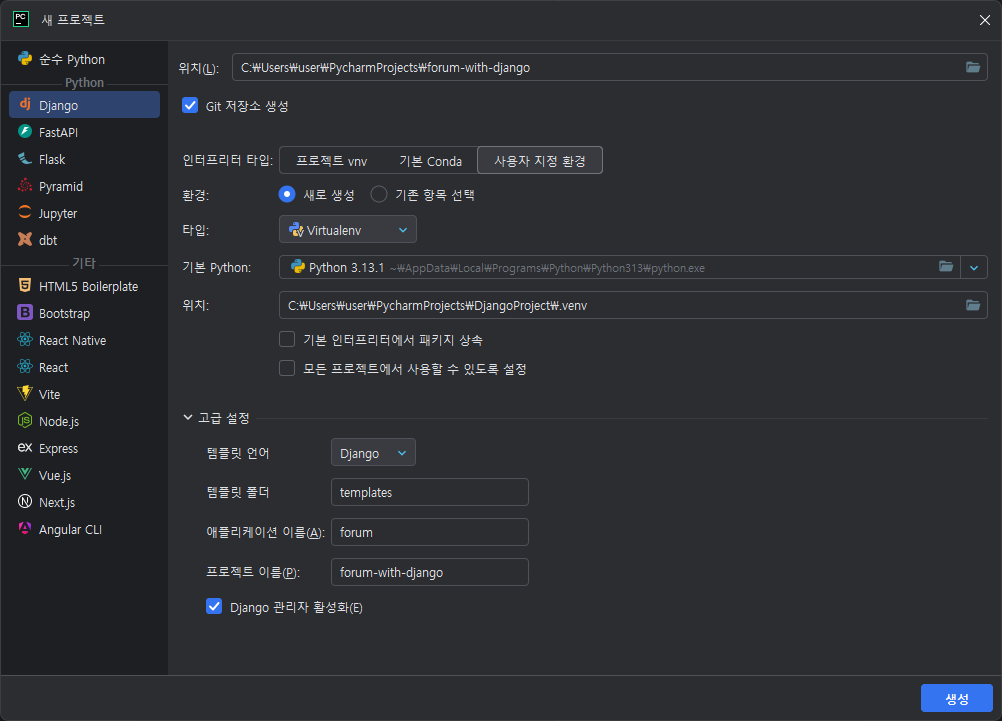 PC 새 프로젝트
순수 Python
Python
Django
FastAPI
Flask
Pyramid
Jupyter
dbt
기타
HTML5 Boilerplate
Bootstrap
React Native
React
Vite
Node.js
Express
Vue.js
Next.js
Angular CLI
위치(L): C:₩Users₩user₩PycharmProjects₩forum-with-django
Git 저장소 생성
인터프리터 타입: 프로젝트 vnv 기본 Conda 사용자 지정 환경
환경: 새로 생성 기존 항목 선택
타입: Virtualenv
기본 Python: Python 3.13.1 ~₩AppData₩Local₩Programs₩Python₩Python313₩python.exe
위치: C:₩Users₩user₩PycharmProjects₩DjangoProject₩.venv
기본 인터프리터에서 패키지 상속
모든 프로젝트에서 사용할 수 있도록 설정
고급 설정
템플릿 언어 Django
템플릿 폴더 templates
애플리케이션 이름(A): forum
프로젝트 이름(P): forum-with-django
Django 관리자 활성화(E)
생성